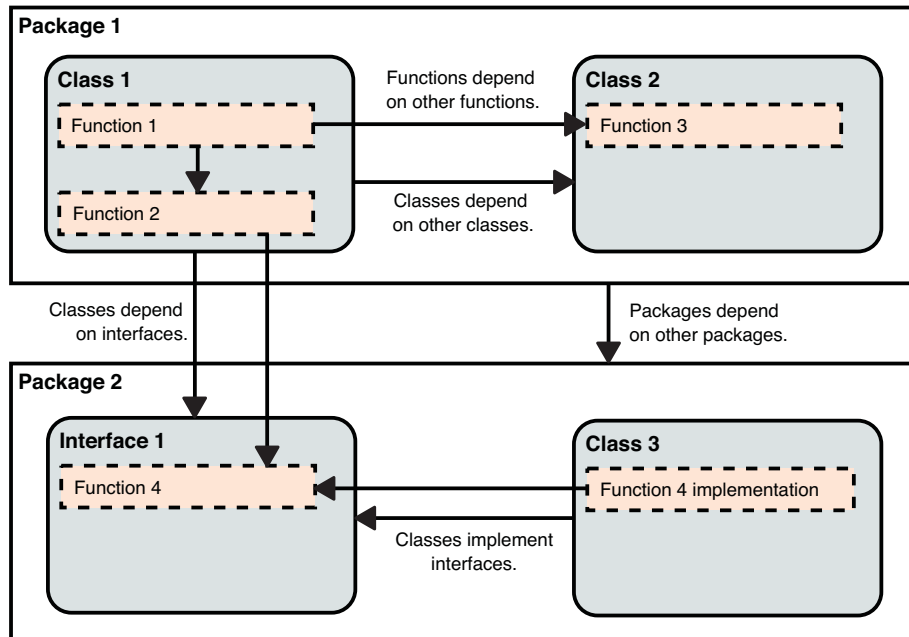 Package 1
Class 1
Function 1
Function 2
Functions depend
on other functions.
Classes depend
on other classes.
Class 2
Function 3
Classes depend
on interfaces.
Packages depend
on other packages.
Package 2
Interface 1
Function 4
Classes implement
interfaces.
Class 3
Function 4 implementation